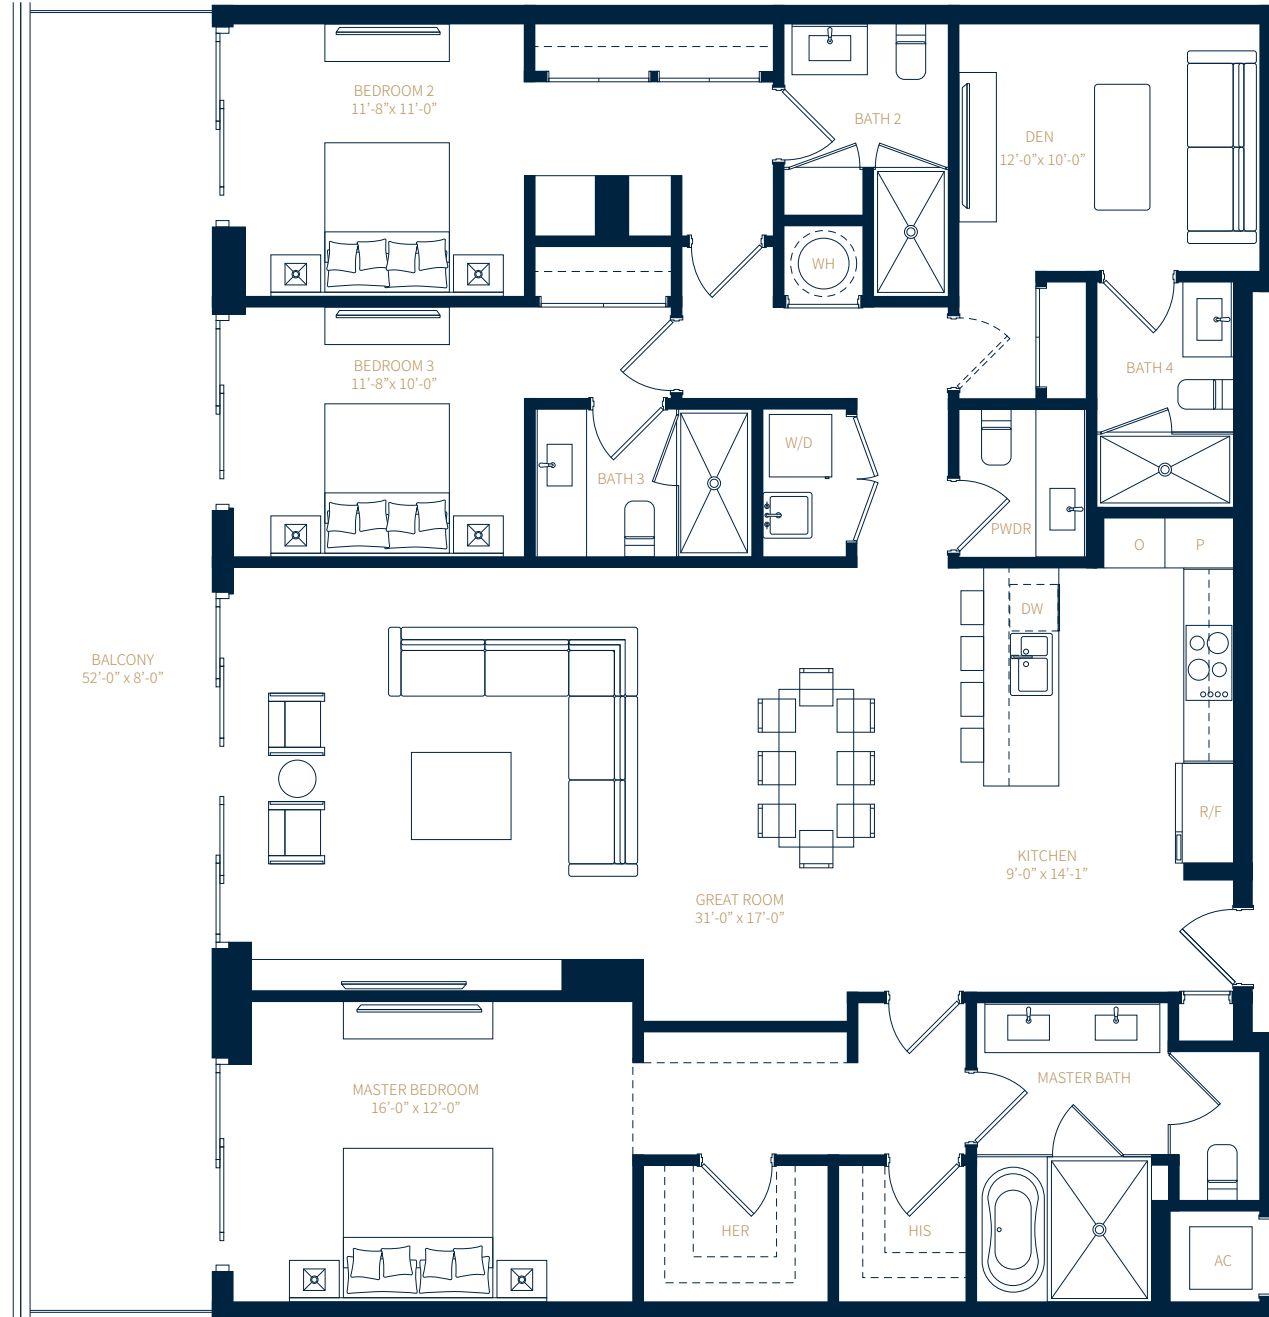 BEDROOM 2
11'-8”x 11'-0”
BATH 2
DEN
12'-0”x 10'-0”
WH
BEDROOM 3
11'-8”x 10'-0”
BATH 4
W/D
BATH 3
PWDR
O
P
DW
BALCONY
52'-0” x 8'-0”
R/F
KITCHEN
9'-0” x 14'-1”
GREAT ROOM
31'-0” x 17'-0”
MASTER BATH
MASTER BEDROOM
16'-0” x 12'-0”
HER
HIS
AC